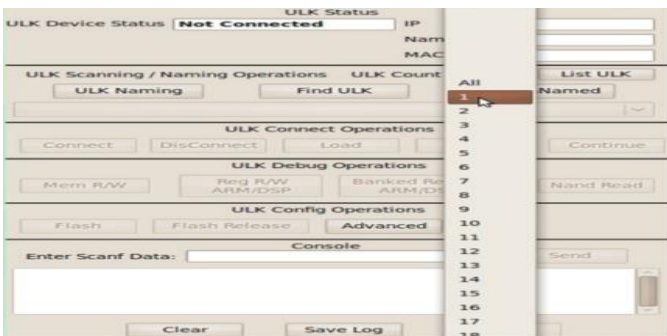 ULK Status
ULK Device Status Not Connected IP
Nam
MAC
ULK Scanning / Naming Operations ULK Count List ULK
ULK Naming Find ULK Named
All
1
2
3
4
5
6
7
8
9
10
11
12
13
14
15
16
17
18
ULK Connect Operations
Connect DisConnect Load Continue
ULK Debug Operations
Mem R/W Reg R/W ARM/DSP Banked Re ARM/DS Nand Read
ULK Config Operations
Flash Flash Release Advanced
Console
Enter Scanf Data: Send
Clear Save Log